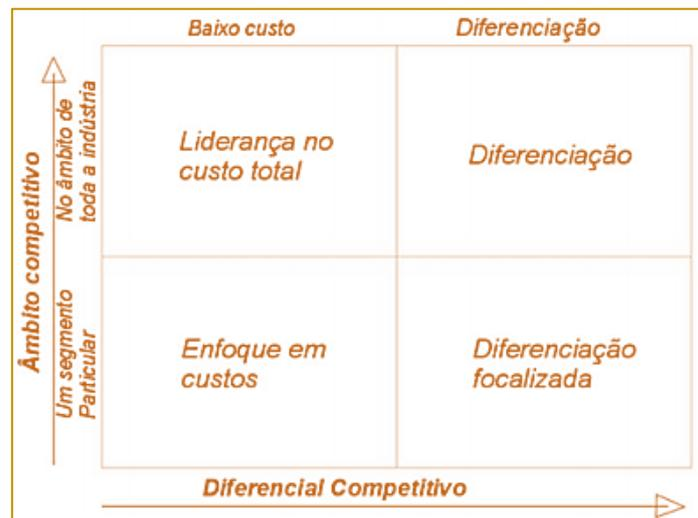 Baixo custo
Diferenciação
Âmbito competitivo
No âmbito de
toda a indústria
Liderança no
custo total
Diferenciação
Um segmento
Particular
Enfoque em
custos
Diferenciação
focalizada
Diferencial Competitivo